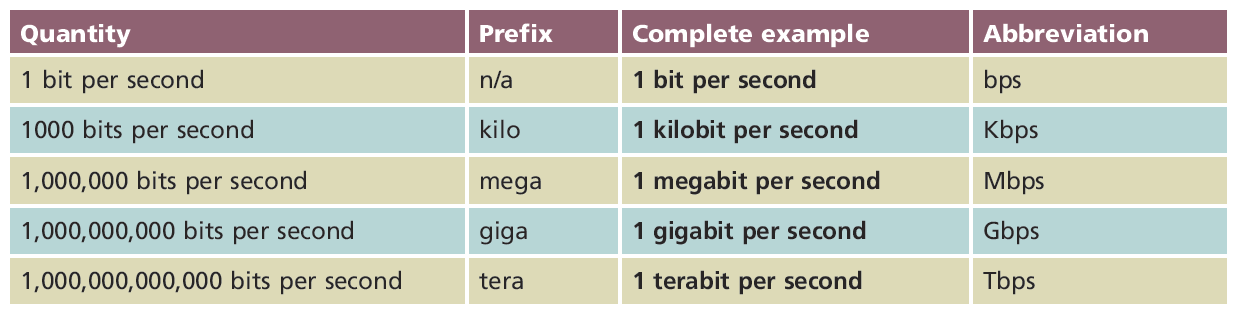 Quantity Prefix Complete example Abbreviation
1 bit per second n/a 1 bit per second bps
1000 bits per second kilo 1 kilobit per second Kbps
1,000,000 bits per second mega 1 megabit per second Mbps
1,000,000,000 bits per second giga 1 gigabit per second Gbps
1,000,000,000,000 bits per second tera 1 terabit per second Tbps